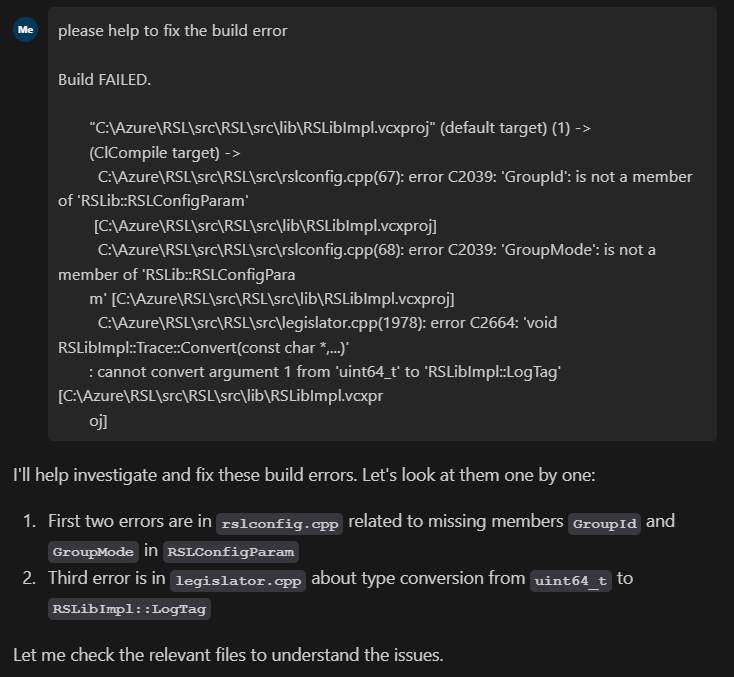 Me
please help to fix the build error
Build FAILED.
"C:\Azure\RSL\src\RSL\src\lib\RSLibImpl.vcxproj" (default target) (1) ->
(ClCompile target) ->
C:\Azure\RSL\src\RSL\src\rslconfig.cpp(67): error C2039: 'GroupId': is not a member
of 'RSLib::RSLConfigParam'
[C:\Azure\RSL\src\RSL\src\lib\RSLibImpl.vcxproj]
C:\Azure\RSL\src\RSL\src\rslconfig.cpp(68): error C2039: 'GroupMode': is not a
member of 'RSLib::RSLConfigPara
m' [C:\Azure\RSL\src\RSL\src\lib\RSLibImpl.vcxproj]
C:\Azure\RSL\src\RSL\src\legislator.cpp(1978): error C2664: 'void
RSLibImpl::Trace::Convert(const char *,...)'
: cannot convert argument 1 from 'uint64_t' to 'RSLibImpl::LogTag'
[C:\Azure\RSL\src\RSL\src\lib\RSLibImpl.vcxpr
oj]
I'll help investigate and fix these build errors. Let's look at them one by one:
1. First two errors are in rslconfig.cpp related to missing members GroupId and
GroupMode in RSLConfigParam
2. Third error is in legislator.cpp about type conversion from uint64_t to
RSLibImpl::LogTag
Let me check the relevant files to understand the issues.